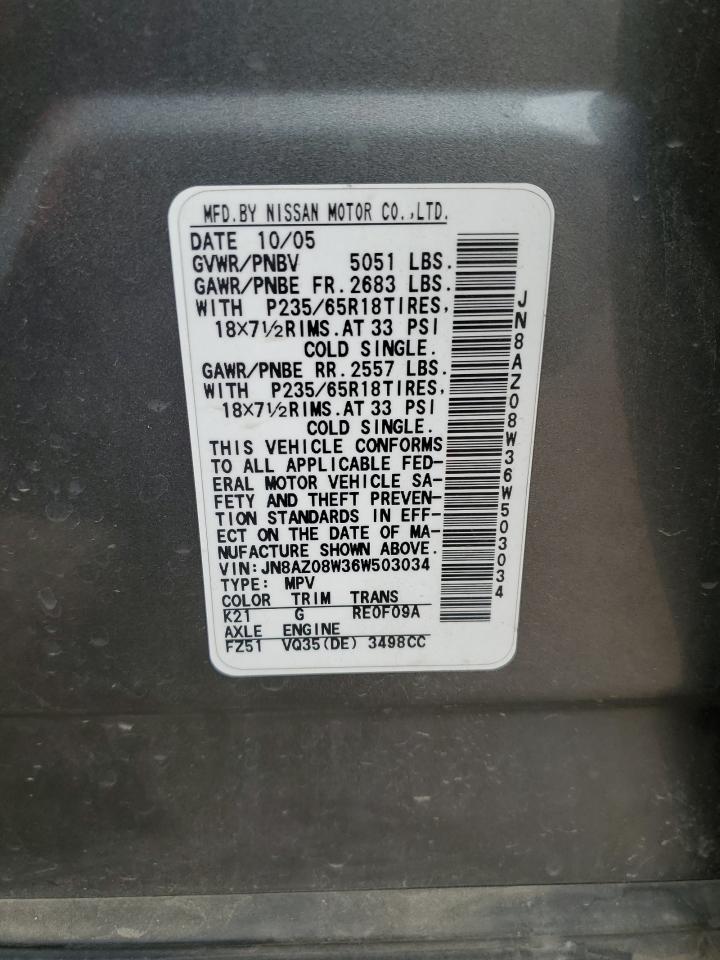 MFD.BY NISSAN MOTOR CO.,LTD.
DATE 10/05
GVWR/PNBV 5051 LBS.
GAWR/PNBE FR.2683 LBS.
WITH P235/65R18TIRES,
18×7½RIMS.AT 33 PSI
COLD SINGLE.
GAWR/PNBE RR.2557 LBS.
WITH P235/65R18TIRES,
18×7½RIMS.AT 33 PSI
COLD SINGLE.
THIS VEHICLE CONFORMS
TO ALL APPLICABLE FED-
ERAL MOTOR VEHICLE SA-
FETY AND THEFT PREVEN-
TION STANDARDS IN EFF-
ECT ON THE DATE OF MA-
NUFACTURE SHOWN ABOVE.
VIN:JN8AZ08W36W503034
TYPE: MPV
COLOR TRIM TRANS
K21 G RE0F09A
AXLE ENGINE
FZ51 VQ35(DE) 3498CC
JN8AZ08W36W503034